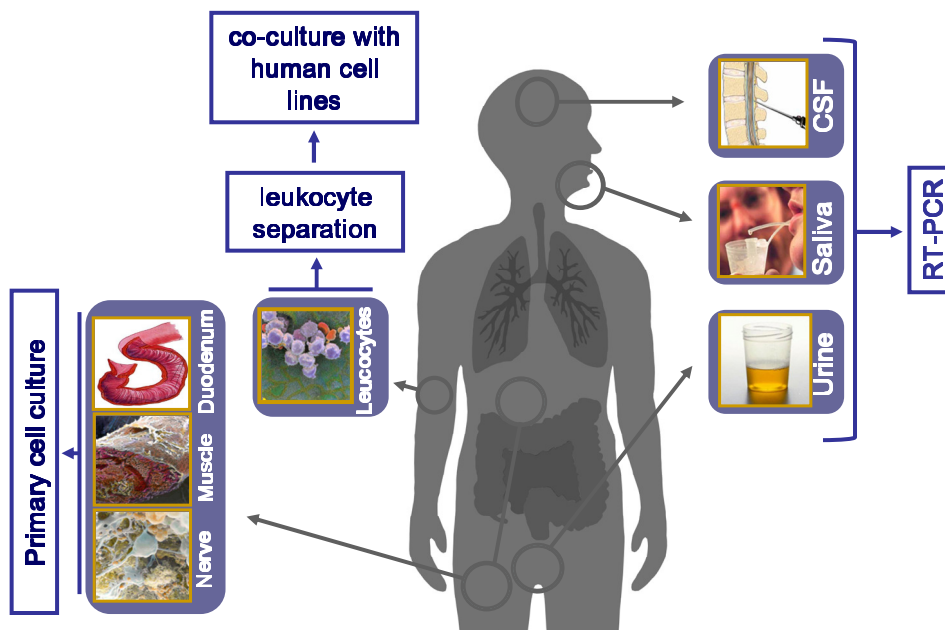 co-culture with
human cell
lines
leukocyte
separation
Leucocytes
Primary cell culture
Duodenum
Muscle
Nerve
CSF
Saliva
Urine
RT-PCR